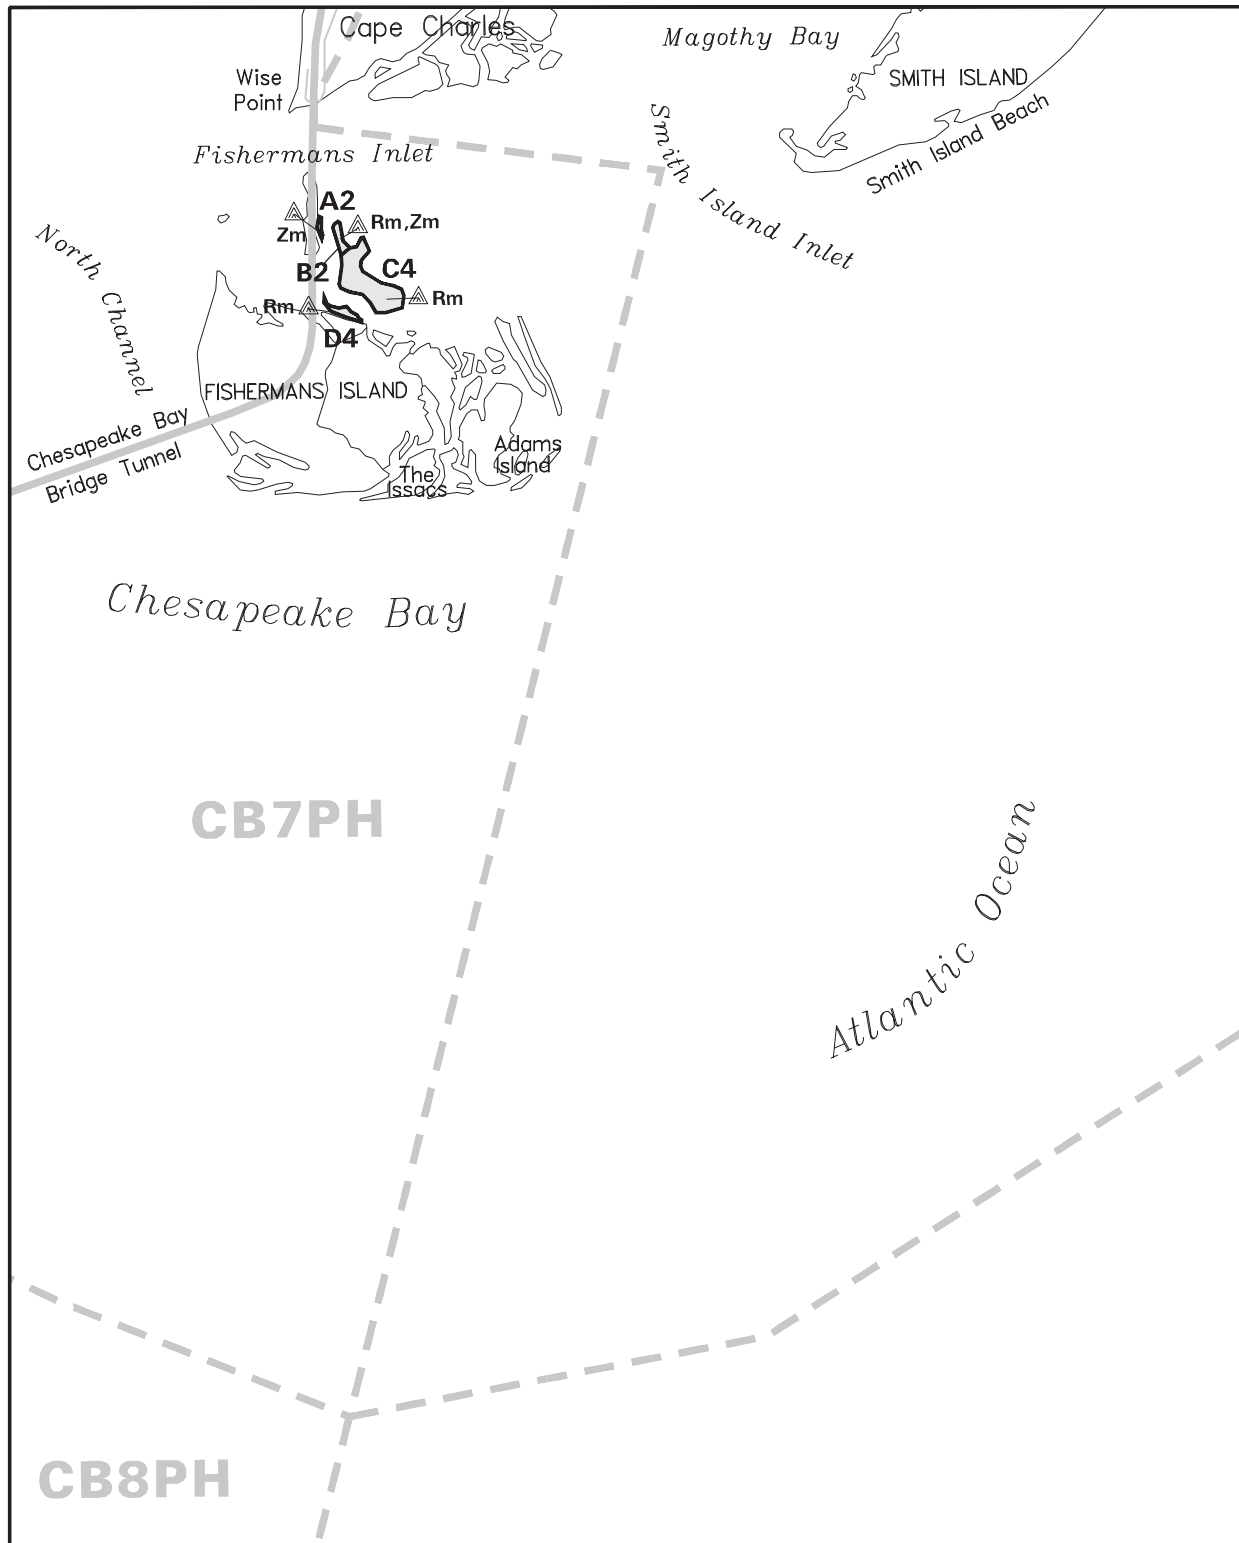 Cape Charles
Magothy Bay
Wise
Point
SMITH ISLAND
Smith Island Beach
Smith Island Inlet
Fishermans Inlet
A2
Rm,Zm
Zm
North Channel
B2
C4
Rm
Rm
D4
FISHERMANS ISLAND
Chesapeake Bay
Bridge Tunnel
Adams
Island
The
Issacs
Chesapeake Bay
CB7PH
Atlantic Ocean
CB8PH